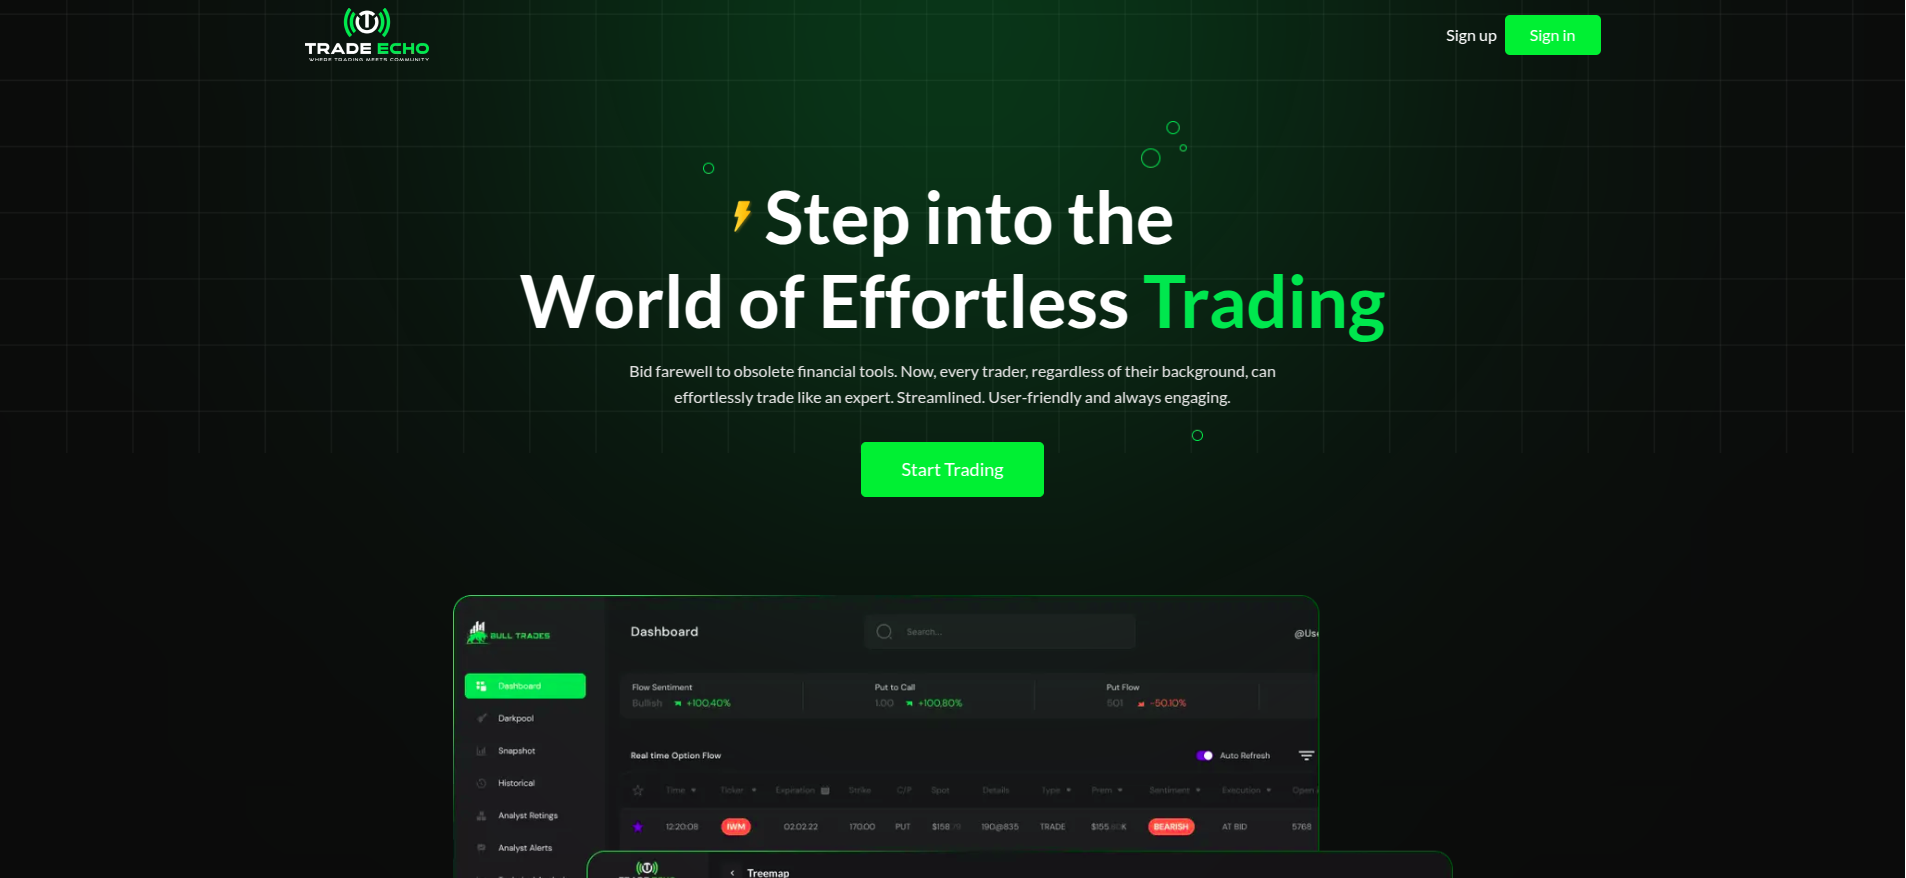 TRADE ECHO
WHERE TRADING MEETS COMMUNITY
Sign up
Sign in
Step into the
World of Effortless Trading
Bid farewell to obsolete financial tools. Now, every trader, regardless of their background, can
effortlessly trade like an expert. Streamlined. User-friendly and always engaging.
Start Trading
BULL TRADES
Dashboard
Search...
@Use
Dashboard
Flow Sentiment
Put to Call
Put Flow
Bullish +100,40%
1.00 +100,80%
501 -50.10%
Darkpool
Snapshot
Real time Option Flow
Auto Refresh
Historical
Time Ticker Expiration Strike C/P Spot Details Type Prem Sentiment Execution Open
Analyst Retings
12:20:08 IWM 02.02.22 170.00 PUT $158.79 190@835 TRADE $155 K BEARISH AT BID 5768
Analyst Alerts
Treemap